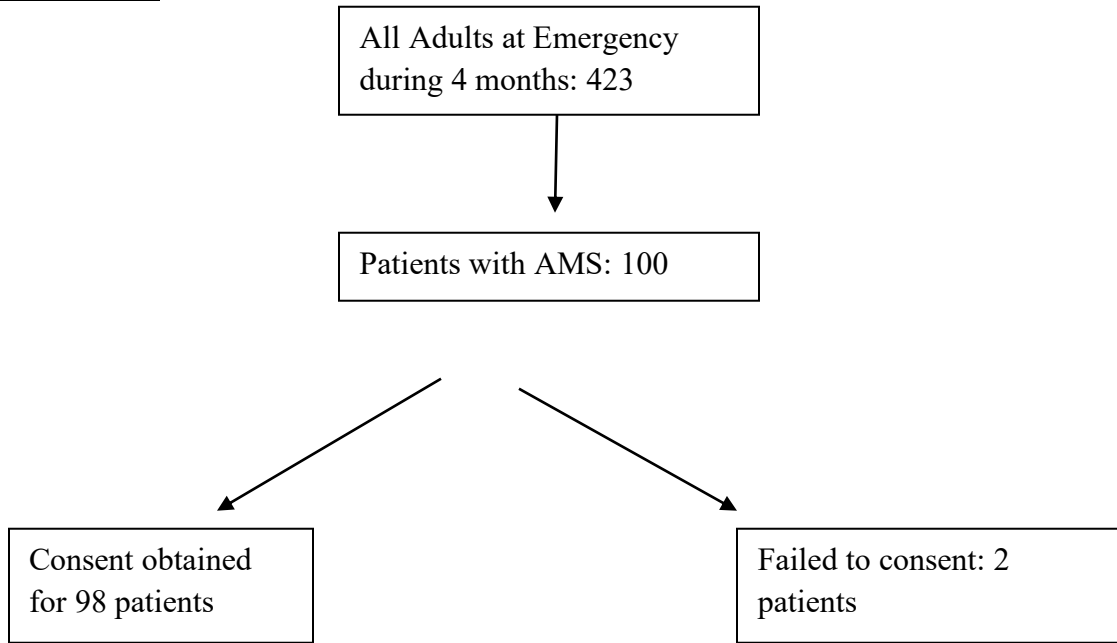 All Adults at Emergency
during 4 months: 423
Patients with AMS: 100
Consent obtained
for 98 patients
Failed to consent: 2
patients